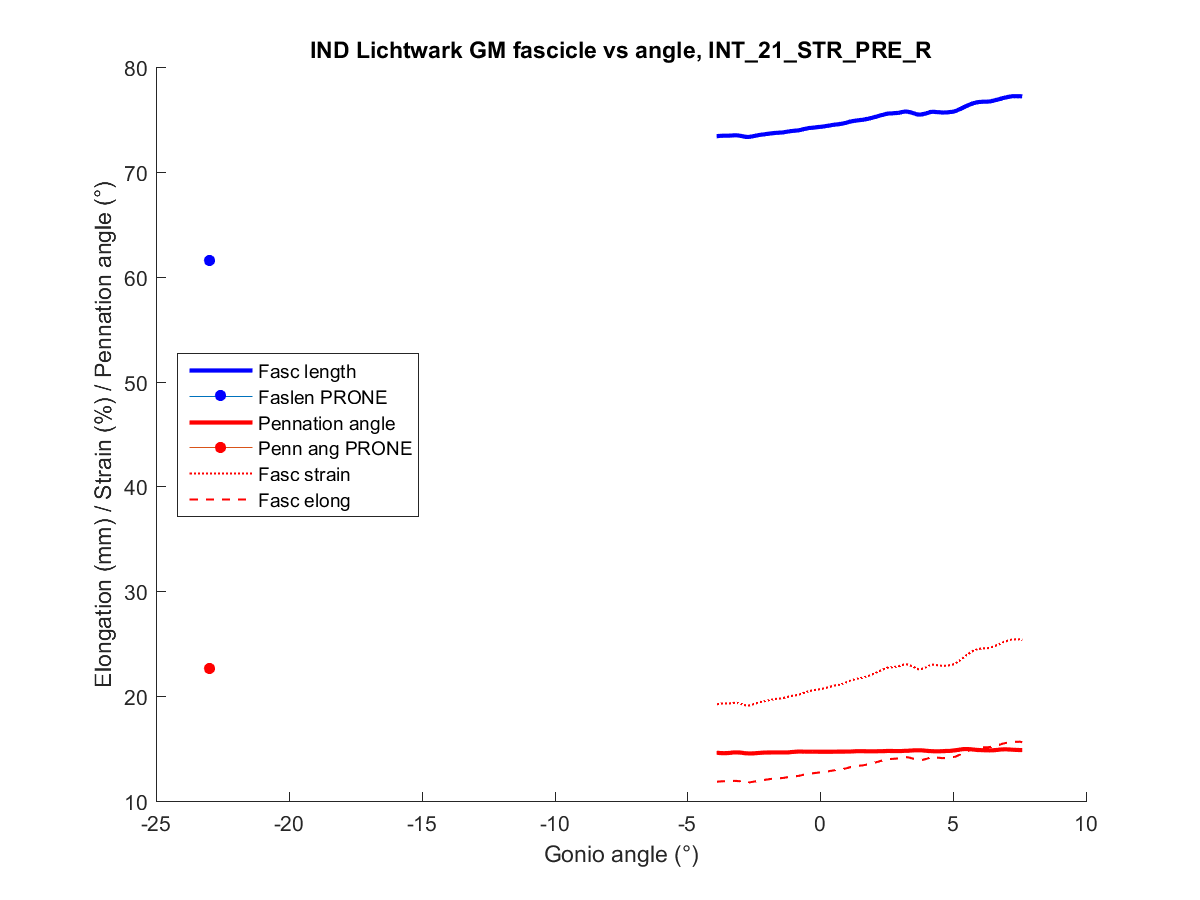 IND Lichtwark GM fascicle vs angle, INT_21_STR_PRE_R
Elongation (mm) / Strain (%) / Pennation angle (°)
80
70
60
50
40
30
20
10
Fasc length
Faslen PRONE
Pennation angle
Penn ang PRONE
Fasc strain
Fasc elong
-25 -20 -15 -10 -5 0 5 10
Gonio angle (°)